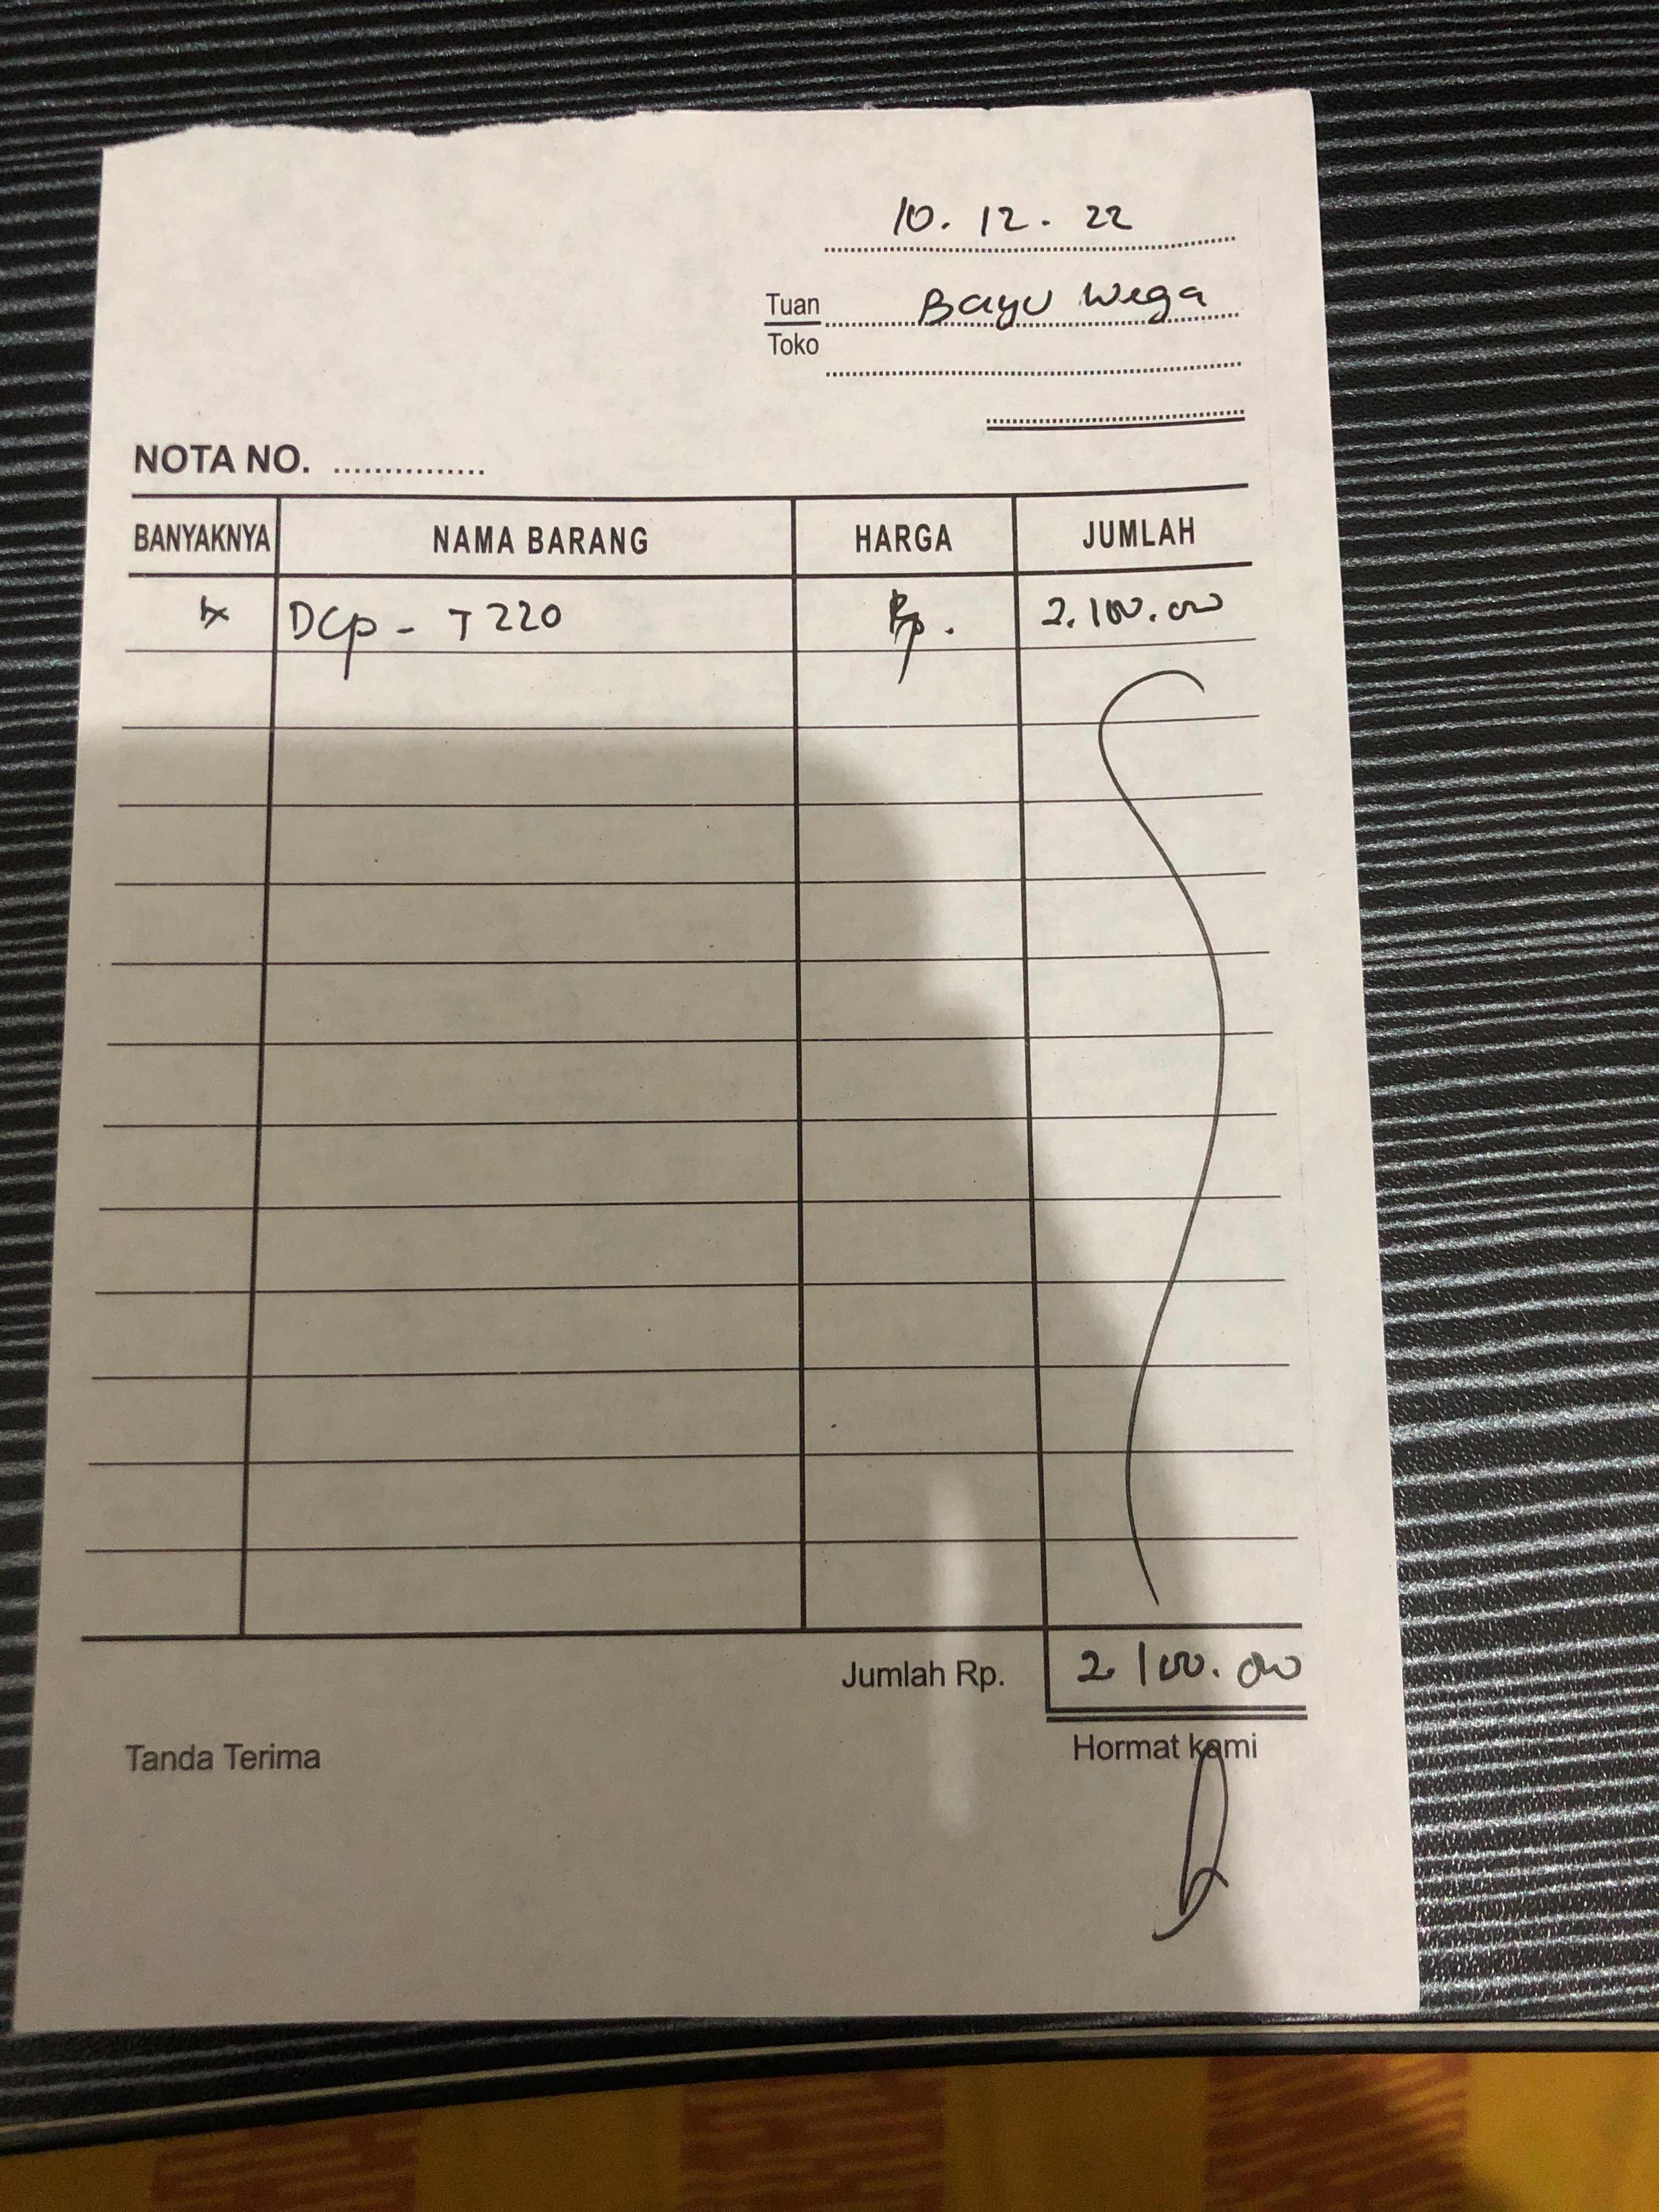 10. 12. 22
Tuan Bayu Wega
Toko
NOTA NO. ...............
BANYAKNYA NAMA BARANG HARGA JUMLAH
1x Dcp - T220 Rp. 2.100.000
Jumlah Rp. 2.100.000
Tanda Terima Hormat kami